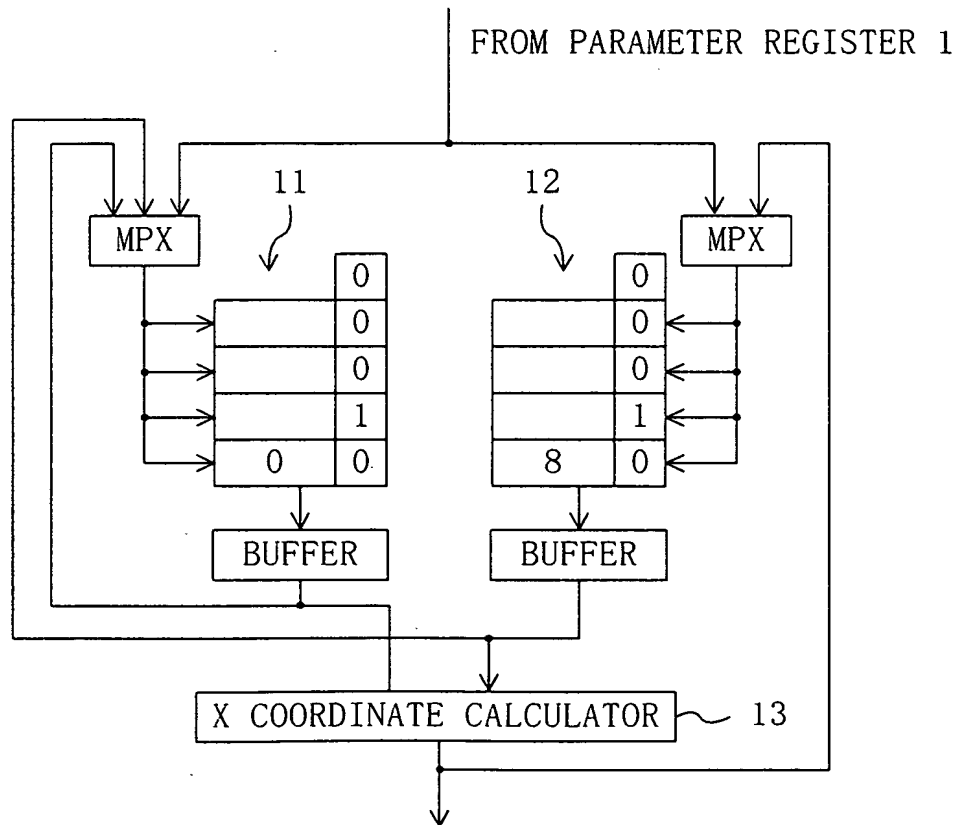 FROM PARAMETER REGISTER 1
11
12
MPX
MPX
0
0
0
0
0
0
1
1
0 0
8 0
BUFFER
BUFFER
X COORDINATE CALCULATOR
13